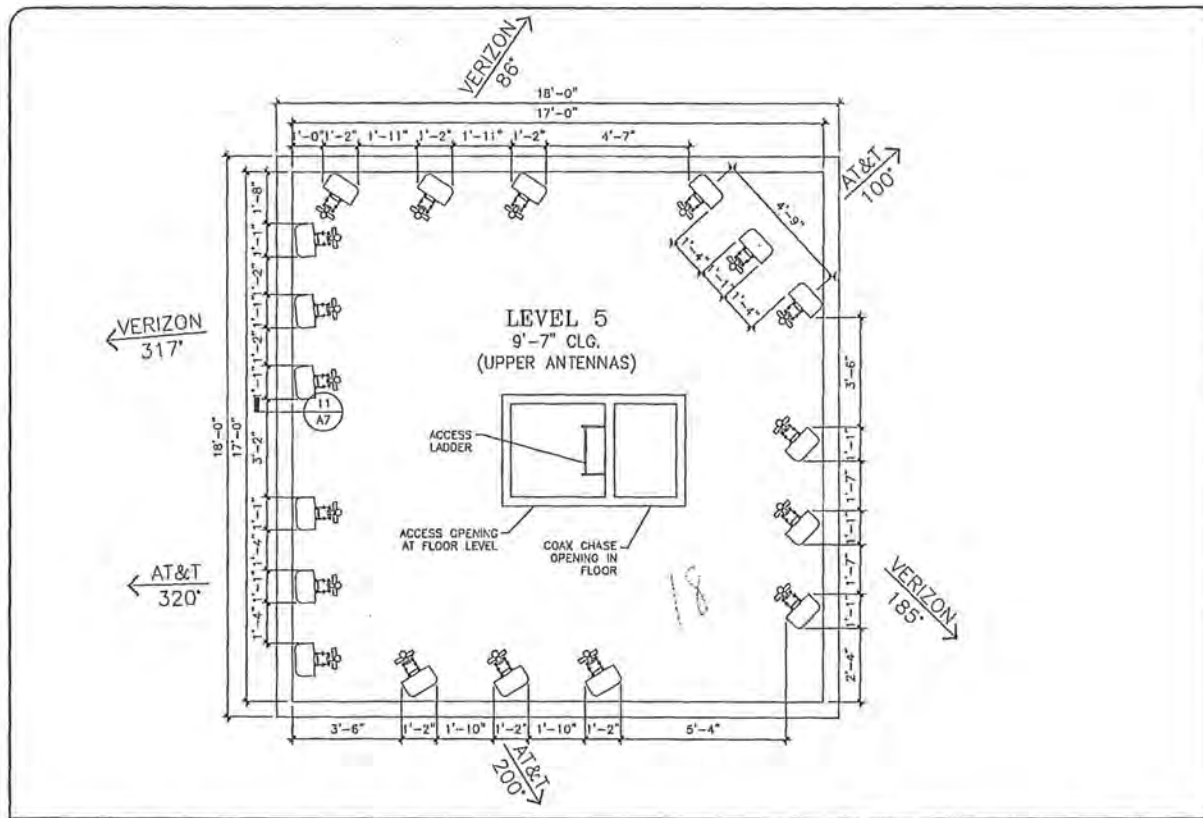 VERIZON
86°
18'-0"
17'-0"
1'-0" 1'-2" 1'-11" 1'-2" 1'-11" 1'-2" 4'-7"
AT&T
100°
4'-9"
1'-4"
1'-1"
1'-4"
18'-0"
17'-0"
1'-8"
1'-1"
1'-2"
1'-1"
1'-2"
1'-1"
3'-2"
1'-1"
1'-4"
1'-1"
1'-4"
VERIZON
317°
11
A7
AT&T
320°
LEVEL 5
9'-7" CLG.
(UPPER ANTENNAS)
ACCESS
LADDER
ACCESS OPENING
AT FLOOR LEVEL
COAX CHASE
OPENING IN
FLOOR
18
3'-6"
1'-1"
1'-7"
1'-1"
1'-7"
1'-1"
2'-4"
VERIZON
185°
3'-6" 1'-2" 1'-10" 1'-2" 1'-10" 1'-2" 5'-4"
AT&T
200°